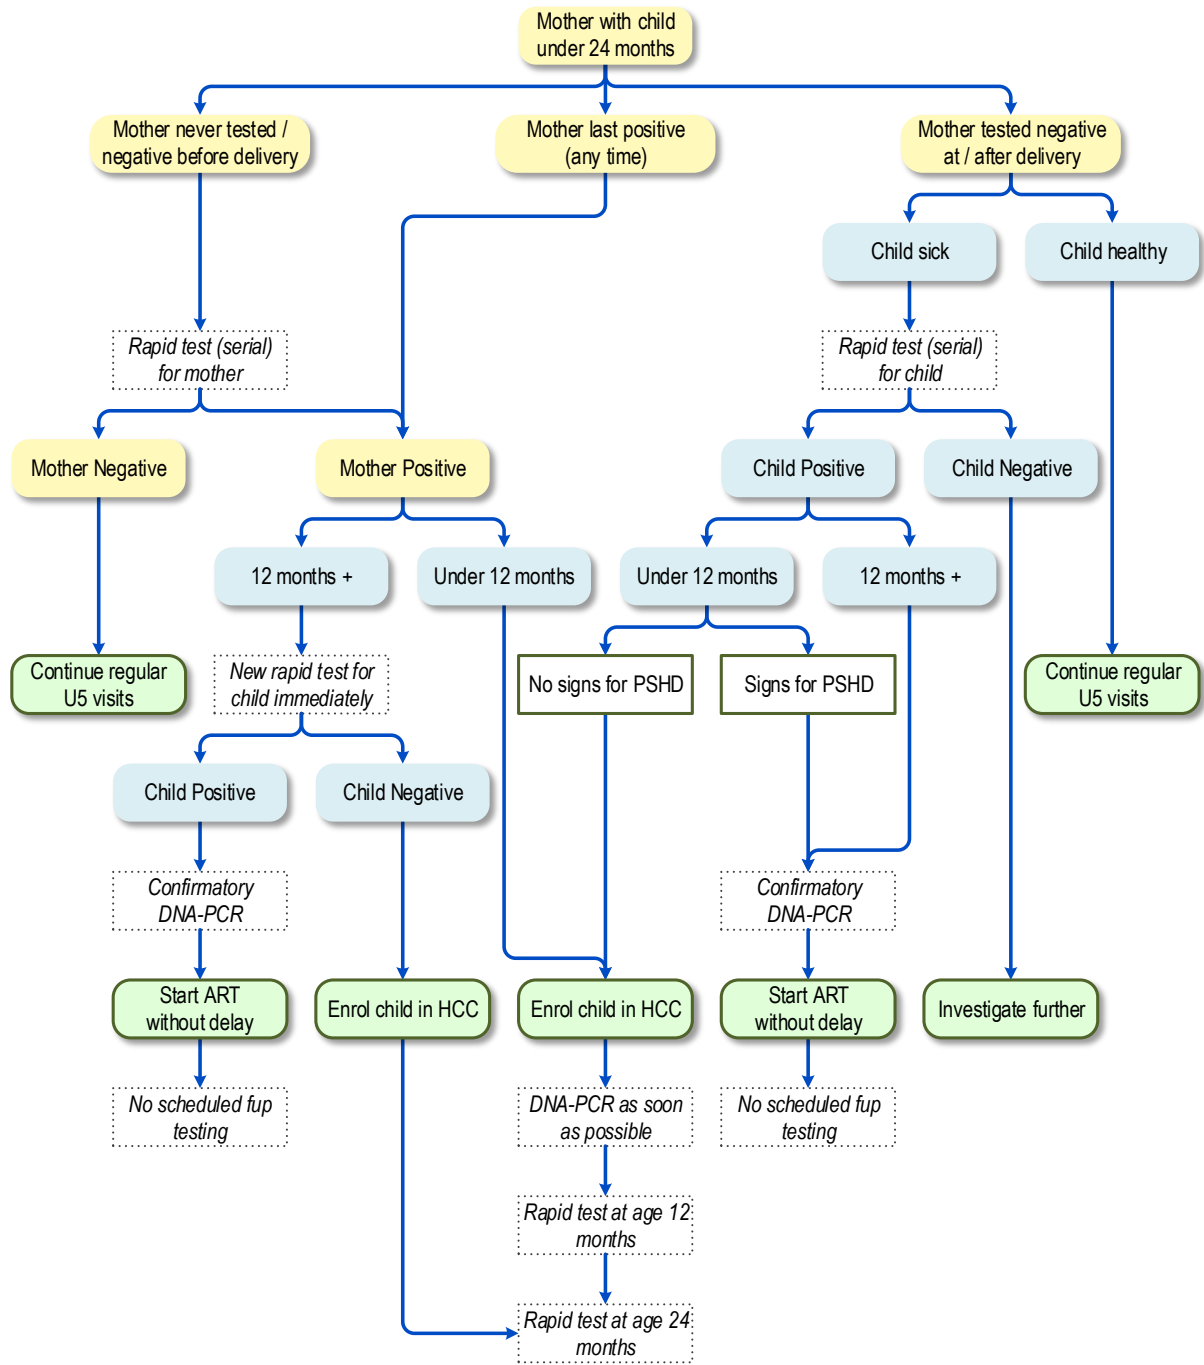 Mother with child
under 24 months
Mother never tested /
negative before delivery
Mother last positive
(any time)
Mother tested negative
at / after delivery
Child sick
Child healthy
Rapid test (serial)
for mother
Rapid test (serial)
for child
Mother Negative
Mother Positive
Child Positive
Child Negative
12 months +
Under 12 months
Under 12 months
12 months +
Continue regular
U5 visits
New rapid test for
child immediately
No signs for PSHD
Signs for PSHD
Continue regular
U5 visits
Child Positive
Child Negative
Confirmatory
DNA-PCR
Confirmatory
DNA-PCR
Start ART
without delay
Enrol child in HCC
Enrol child in HCC
Start ART
without delay
Investigate further
No scheduled fup
testing
DNA-PCR as soon
as possible
No scheduled fup
testing
Rapid test at age 12
months
Rapid test at age 24
months